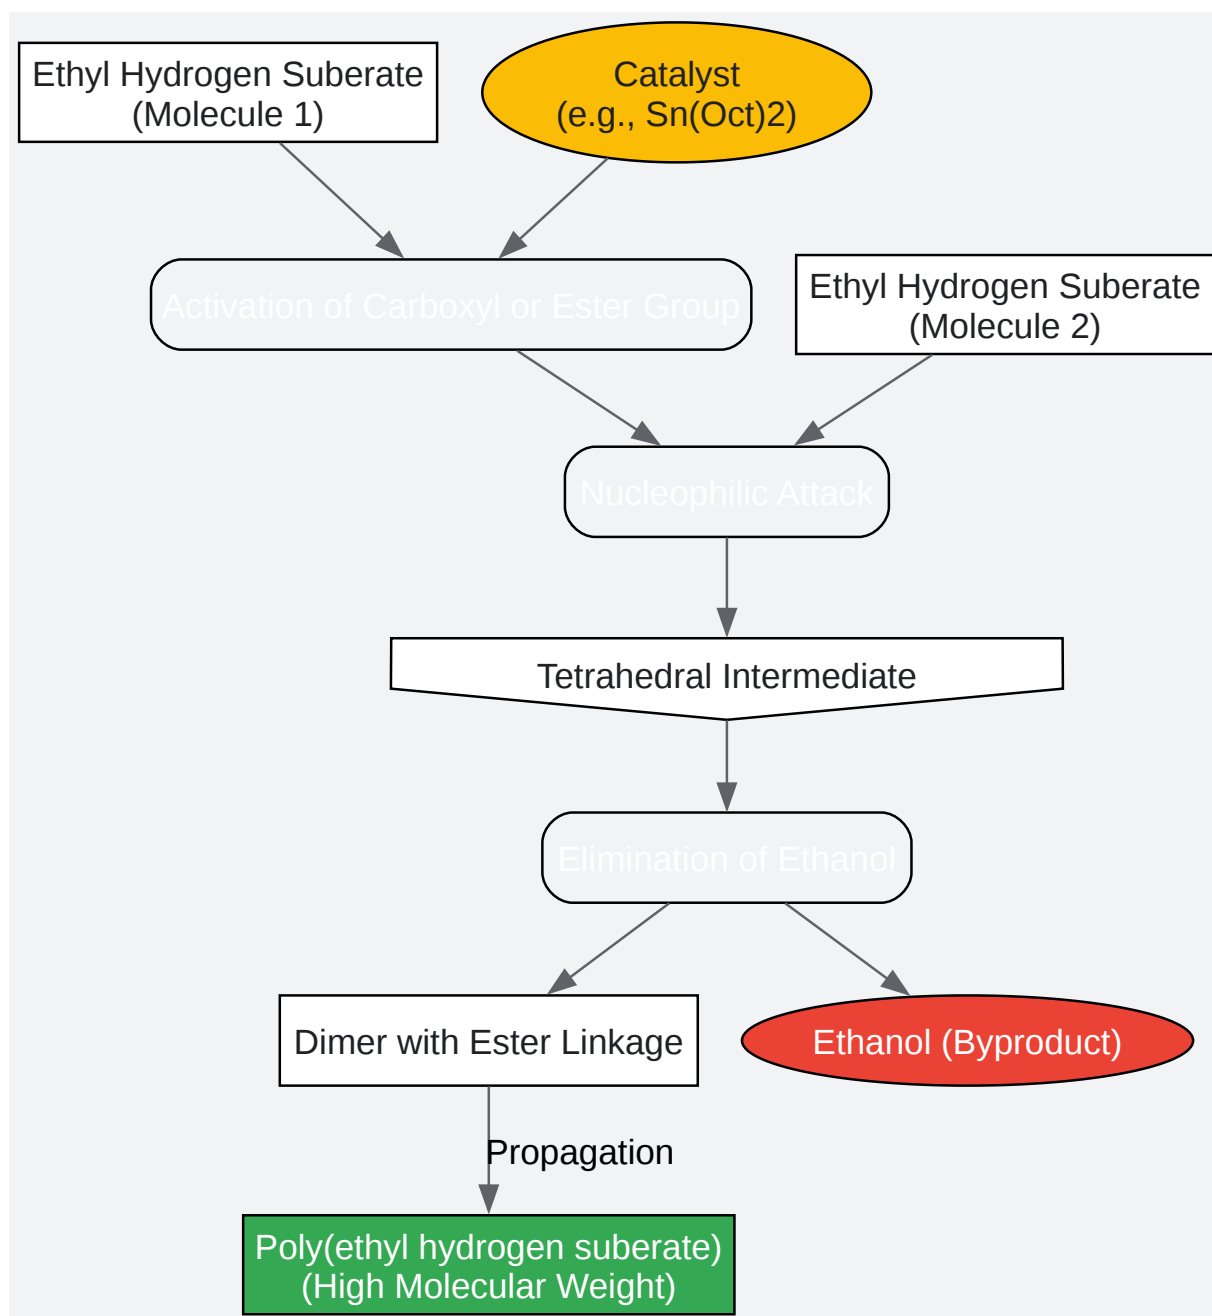 Ethyl Hydrogen Suberate
(Molecule 1)
Catalyst
(e.g., Sn(Oct)2)
Activation of Carboxyl or Ester Group
Ethyl Hydrogen Suberate
(Molecule 2)
Nucleophilic Attack
Tetrahedral Intermediate
Elimination of Ethanol
Dimer with Ester Linkage
Ethanol (Byproduct)
Propagation
Poly(ethyl hydrogen suberate)
(High Molecular Weight)